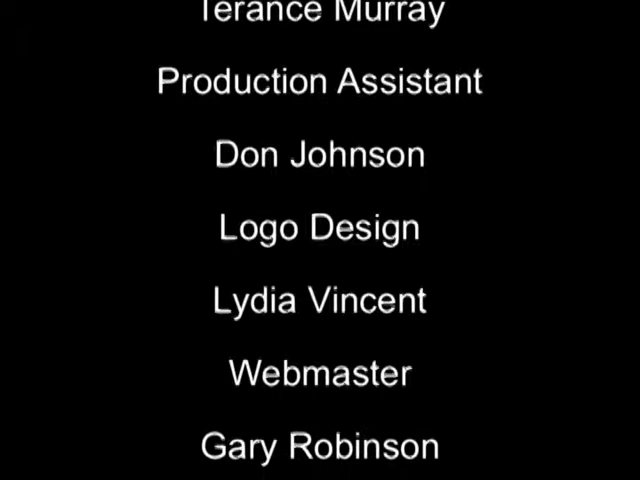 Terance Murray
Production Assistant
Don Johnson
Logo Design
Lydia Vincent
Webmaster
Gary Robinson